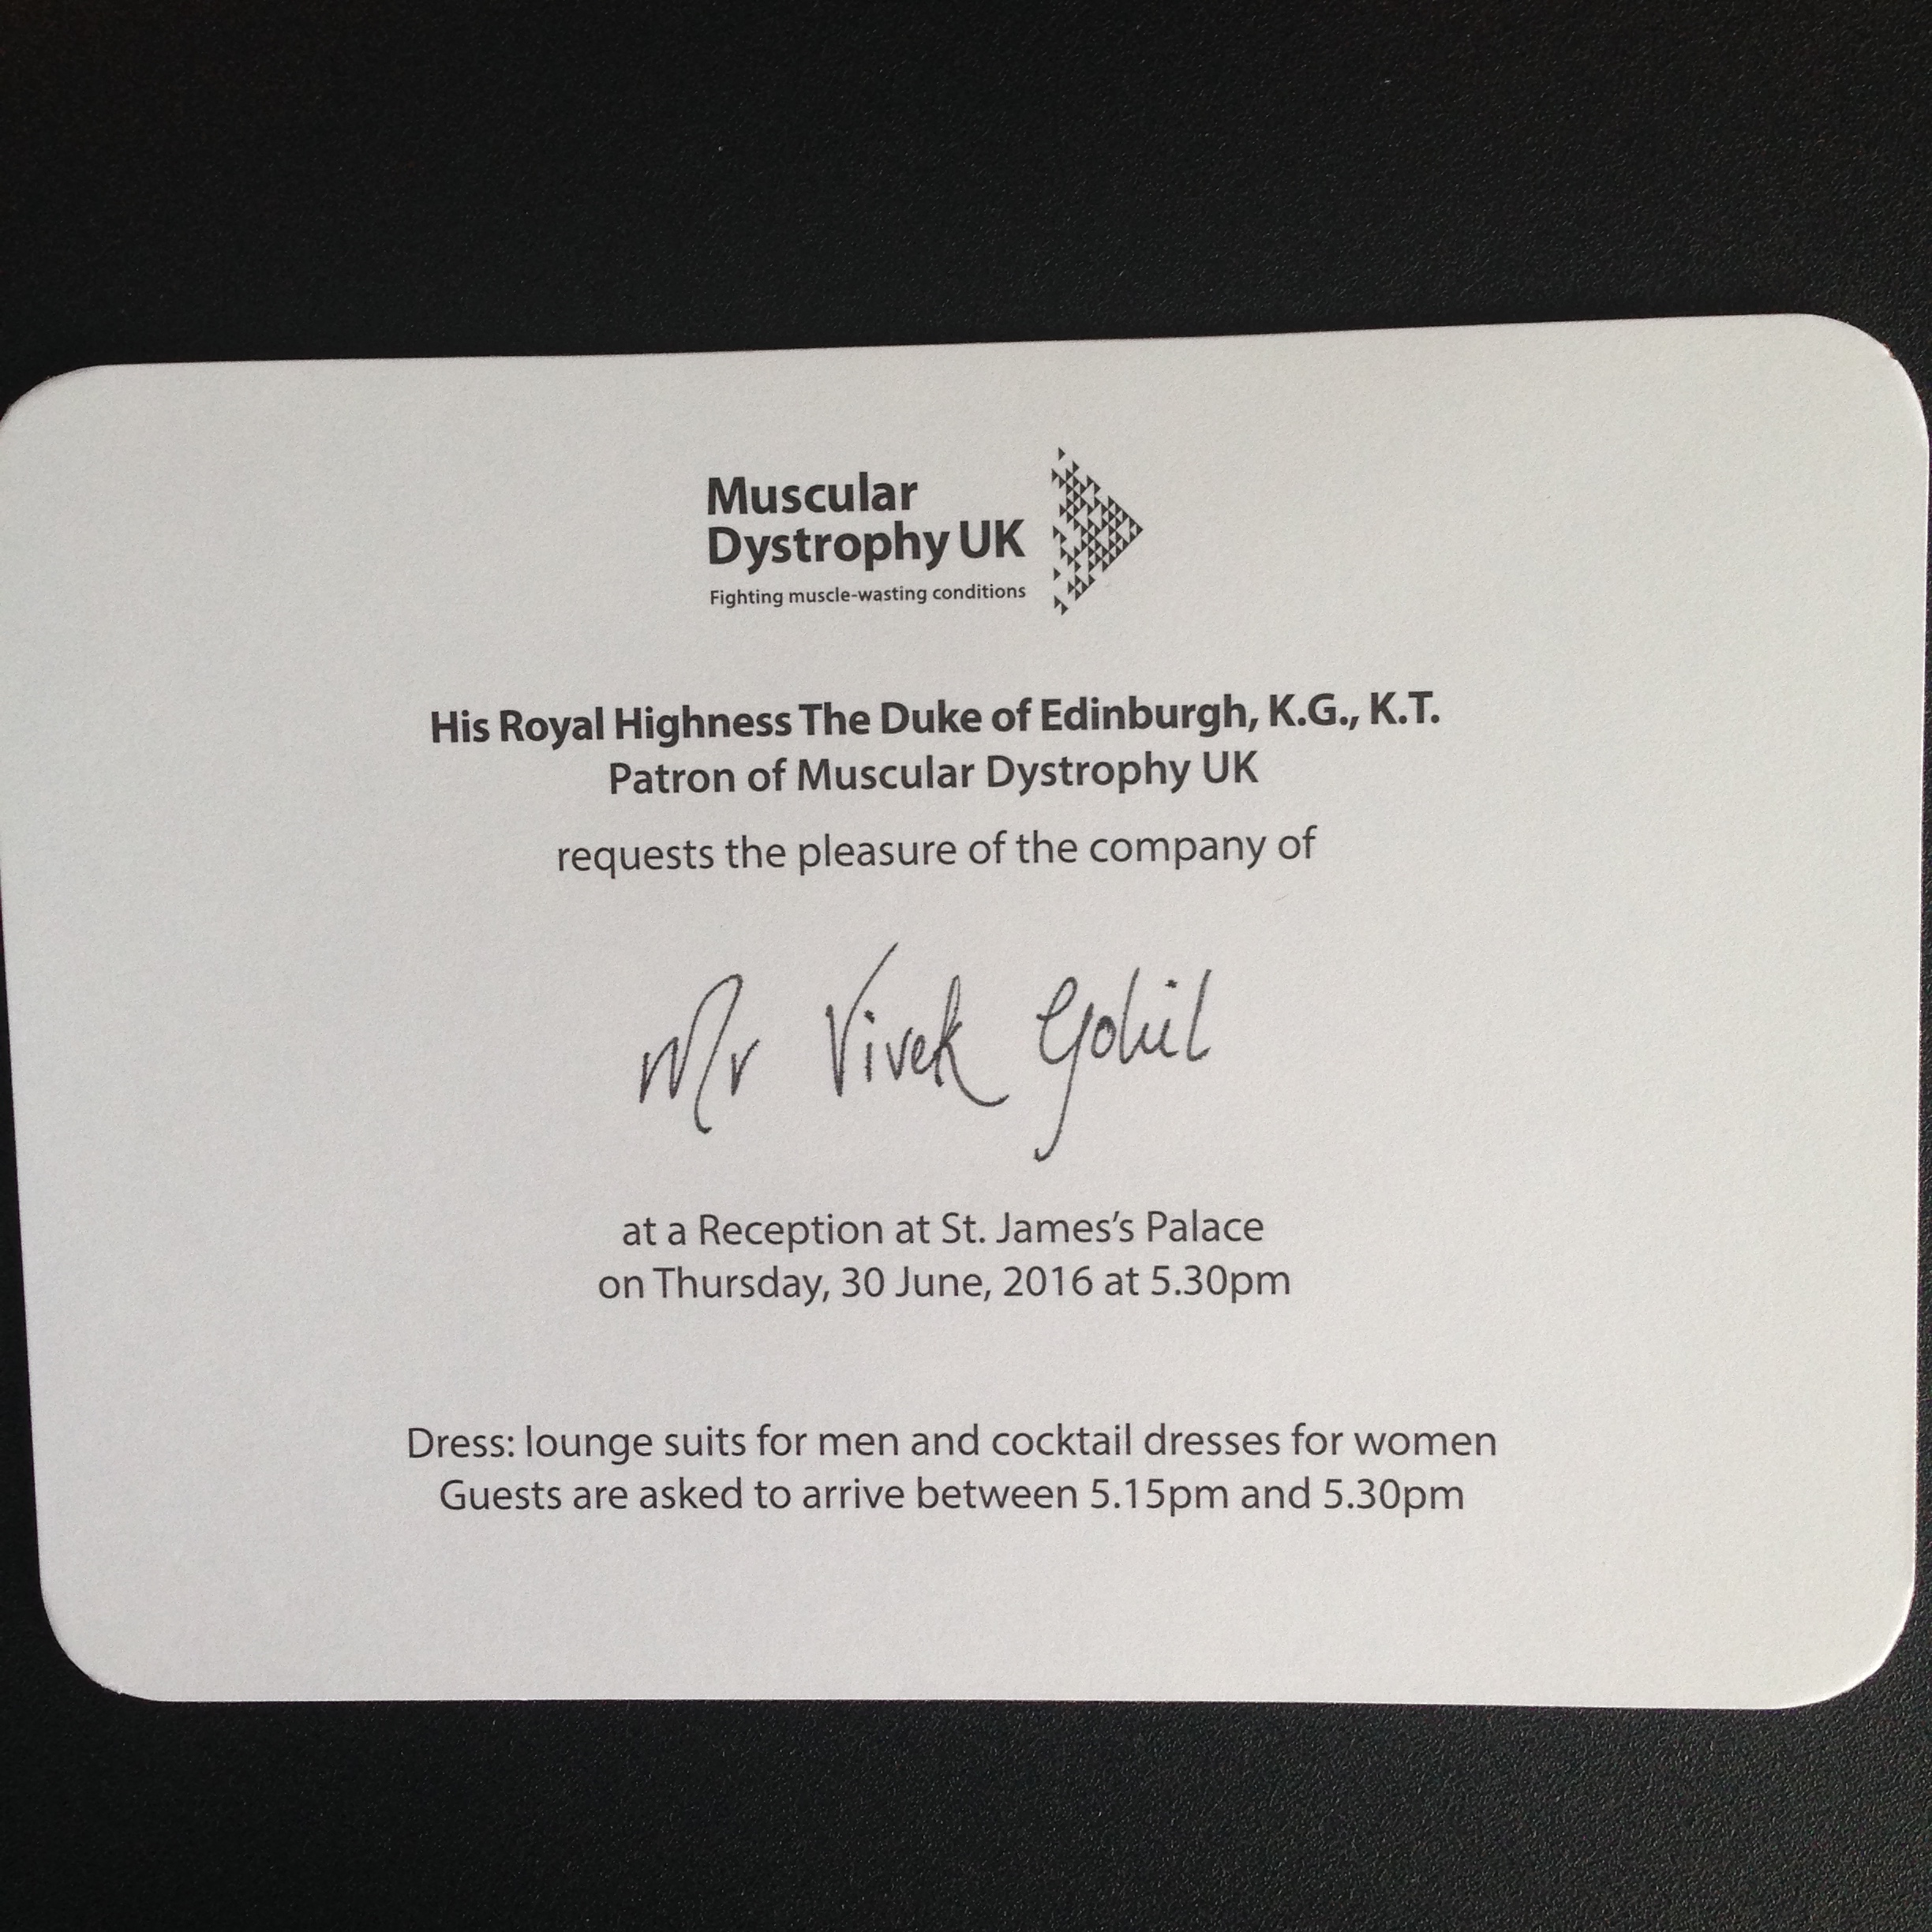 Muscular
Dystrophy UK
Fighting muscle-wasting conditions
His Royal Highness The Duke of Edinburgh, K.G., K.T.
Patron of Muscular Dystrophy UK
requests the pleasure of the company of
Mr Vivek Gohil
at a Reception at St. James’s Palace
on Thursday, 30 June, 2016 at 5.30pm
Dress: lounge suits for men and cocktail dresses for women
Guests are asked to arrive between 5.15pm and 5.30pm